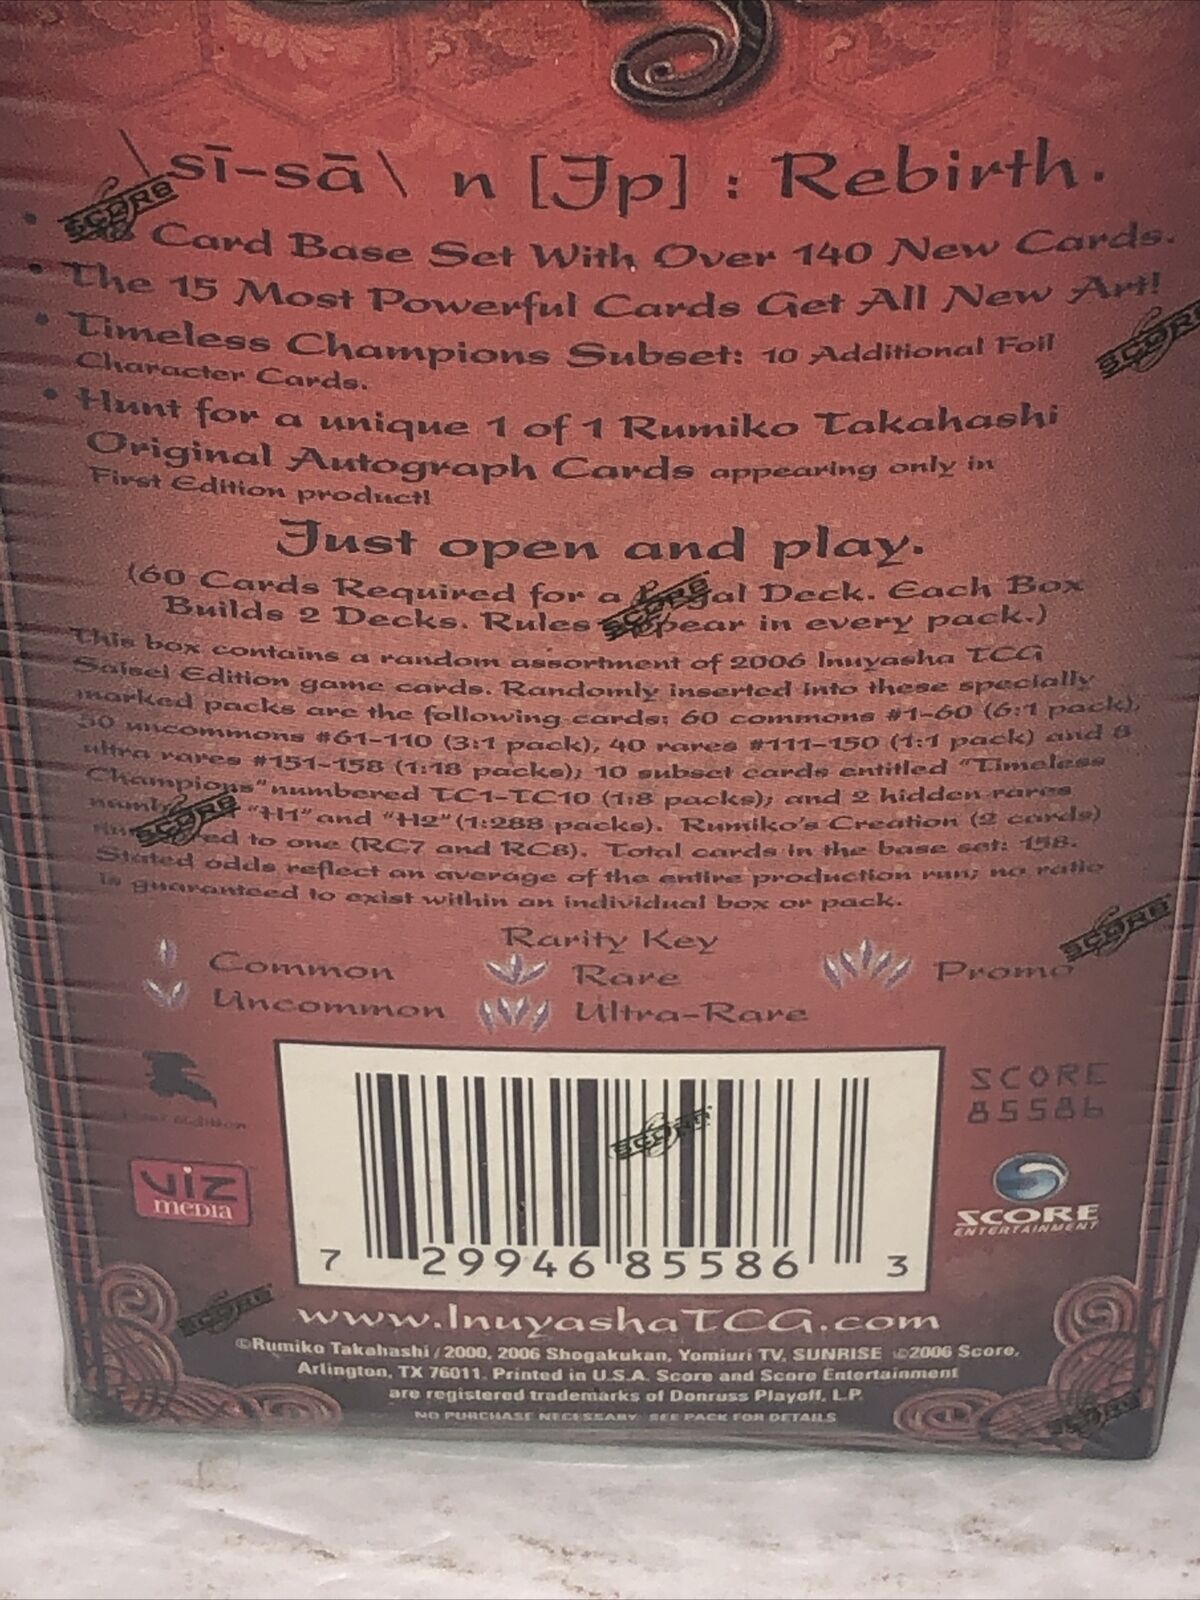 \sī-sā\ n [Jp] : Rebirth.
• Card Base Set With Over 140 New Cards.
• The 15 Most Powerful Cards Get All New Art!
• Timeless Champions Subset: 10 Additional Foil
Character Cards.
• Hunt for a unique 1 of 1 Rumiko Takahashi
Original Autograph Cards appearing only in
First Edition product!
Just open and play.
(60 Cards Required for a Deck. Each Box
Builds 2 Decks. Rules in every pack.)
This box contains a random assortment of 2006 Inuyasha TCG
Saisei Edition game cards. Randomly inserted into these specially
marked packs are the following cards: 60 commons #1-60 (6:1 pack),
50 uncommons #61-110 (3:1 pack), 40 rares #111-150 (1:1 pack) and 8
ultra rares #151-158 (1:18 packs); 10 subset cards entitled "Timeless
Champions" numbered TC1-TC10 (1:8 packs); and 2 hidden rares
"H1" and "H2" (1:288 packs). Rumiko's Creation (2 cards)
to one (RC7 and RC8). Total cards in the base set: 158.
Stated odds reflect an average of the entire production run; no ratio
is guaranteed to exist within an individual box or pack.
Rarity Key
Common Rare Promo
Uncommon Ultra-Rare
SCORE
85586
VIZ
MEDIA
SCORE
ENTERTAINMENT
7 29946 85586 3
www.InuyashaTCG.com
©Rumiko Takahashi / 2000, 2006 Shogakukan, Yomiuri TV, SUNRISE ©2006 Score,
Arlington, TX 76011. Printed in U.S.A. Score and Score Entertainment
are registered trademarks of Donruss Playoff, L.P.
NO PURCHASE NECESSARY. SEE PACK FOR DETAILS